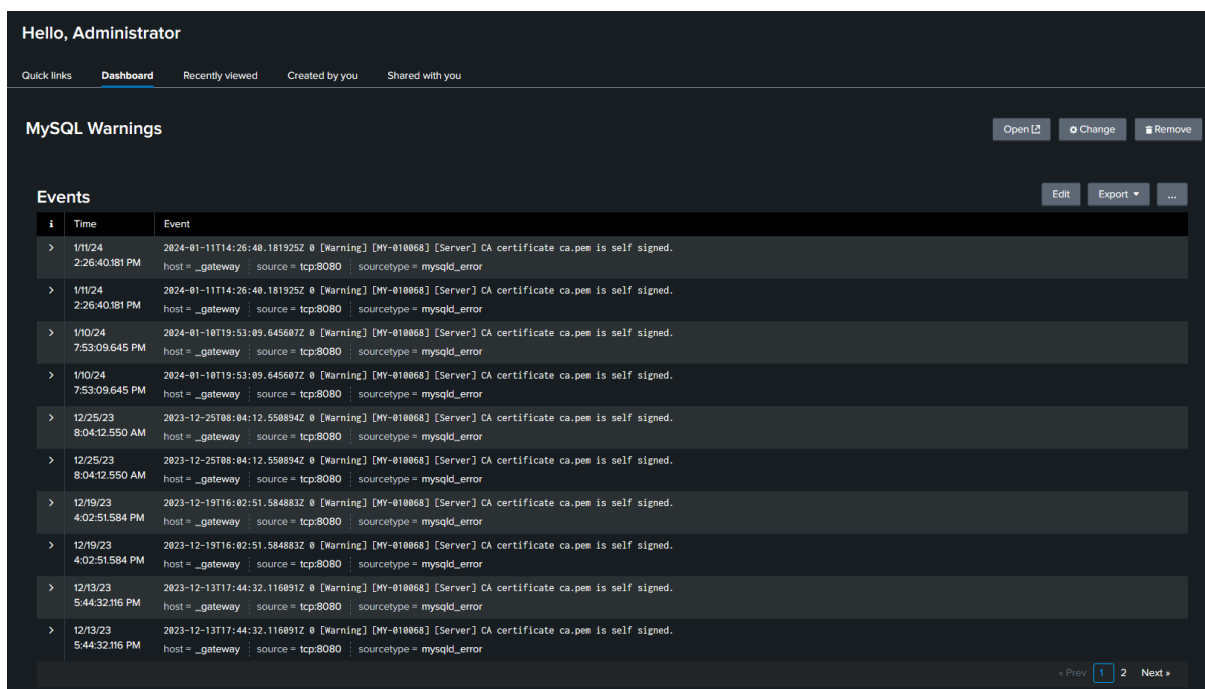 Hello, Administrator
Quick links Dashboard Recently viewed Created by you Shared with you
MySQL Warnings
Open Change Remove
Events
Edit Export ...
i Time Event
1/11/24 2024-01-11T14:26:40.181925Z 0 [Warning] [MY-010068] [Server] CA certificate ca.pem is self signed.
2:26:40.181 PM host = _gateway source = tcp:8080 sourcetype = mysqld_error
1/11/24 2024-01-11T14:26:40.181925Z 0 [Warning] [MY-010068] [Server] CA certificate ca.pem is self signed.
2:26:40.181 PM host = _gateway source = tcp:8080 sourcetype = mysqld_error
1/10/24 2024-01-10T19:53:09.645607Z 0 [Warning] [MY-010068] [Server] CA certificate ca.pem is self signed.
7:53:09.645 PM host = _gateway source = tcp:8080 sourcetype = mysqld_error
1/10/24 2024-01-10T19:53:09.645607Z 0 [Warning] [MY-010068] [Server] CA certificate ca.pem is self signed.
7:53:09.645 PM host = _gateway source = tcp:8080 sourcetype = mysqld_error
12/25/23 2023-12-25T08:04:12.550894Z 0 [Warning] [MY-010068] [Server] CA certificate ca.pem is self signed.
8:04:12.550 AM host = _gateway source = tcp:8080 sourcetype = mysqld_error
12/25/23 2023-12-25T08:04:12.550894Z 0 [Warning] [MY-010068] [Server] CA certificate ca.pem is self signed.
8:04:12.550 AM host = _gateway source = tcp:8080 sourcetype = mysqld_error
12/19/23 2023-12-19T16:02:51.584883Z 0 [Warning] [MY-010068] [Server] CA certificate ca.pem is self signed.
4:02:51.584 PM host = _gateway source = tcp:8080 sourcetype = mysqld_error
12/19/23 2023-12-19T16:02:51.584883Z 0 [Warning] [MY-010068] [Server] CA certificate ca.pem is self signed.
4:02:51.584 PM host = _gateway source = tcp:8080 sourcetype = mysqld_error
12/13/23 2023-12-13T17:44:32.116091Z 0 [Warning] [MY-010068] [Server] CA certificate ca.pem is self signed.
5:44:32.116 PM host = _gateway source = tcp:8080 sourcetype = mysqld_error
12/13/23 2023-12-13T17:44:32.116091Z 0 [Warning] [MY-010068] [Server] CA certificate ca.pem is self signed.
5:44:32.116 PM host = _gateway source = tcp:8080 sourcetype = mysqld_error
« Prev 1 2 Next »